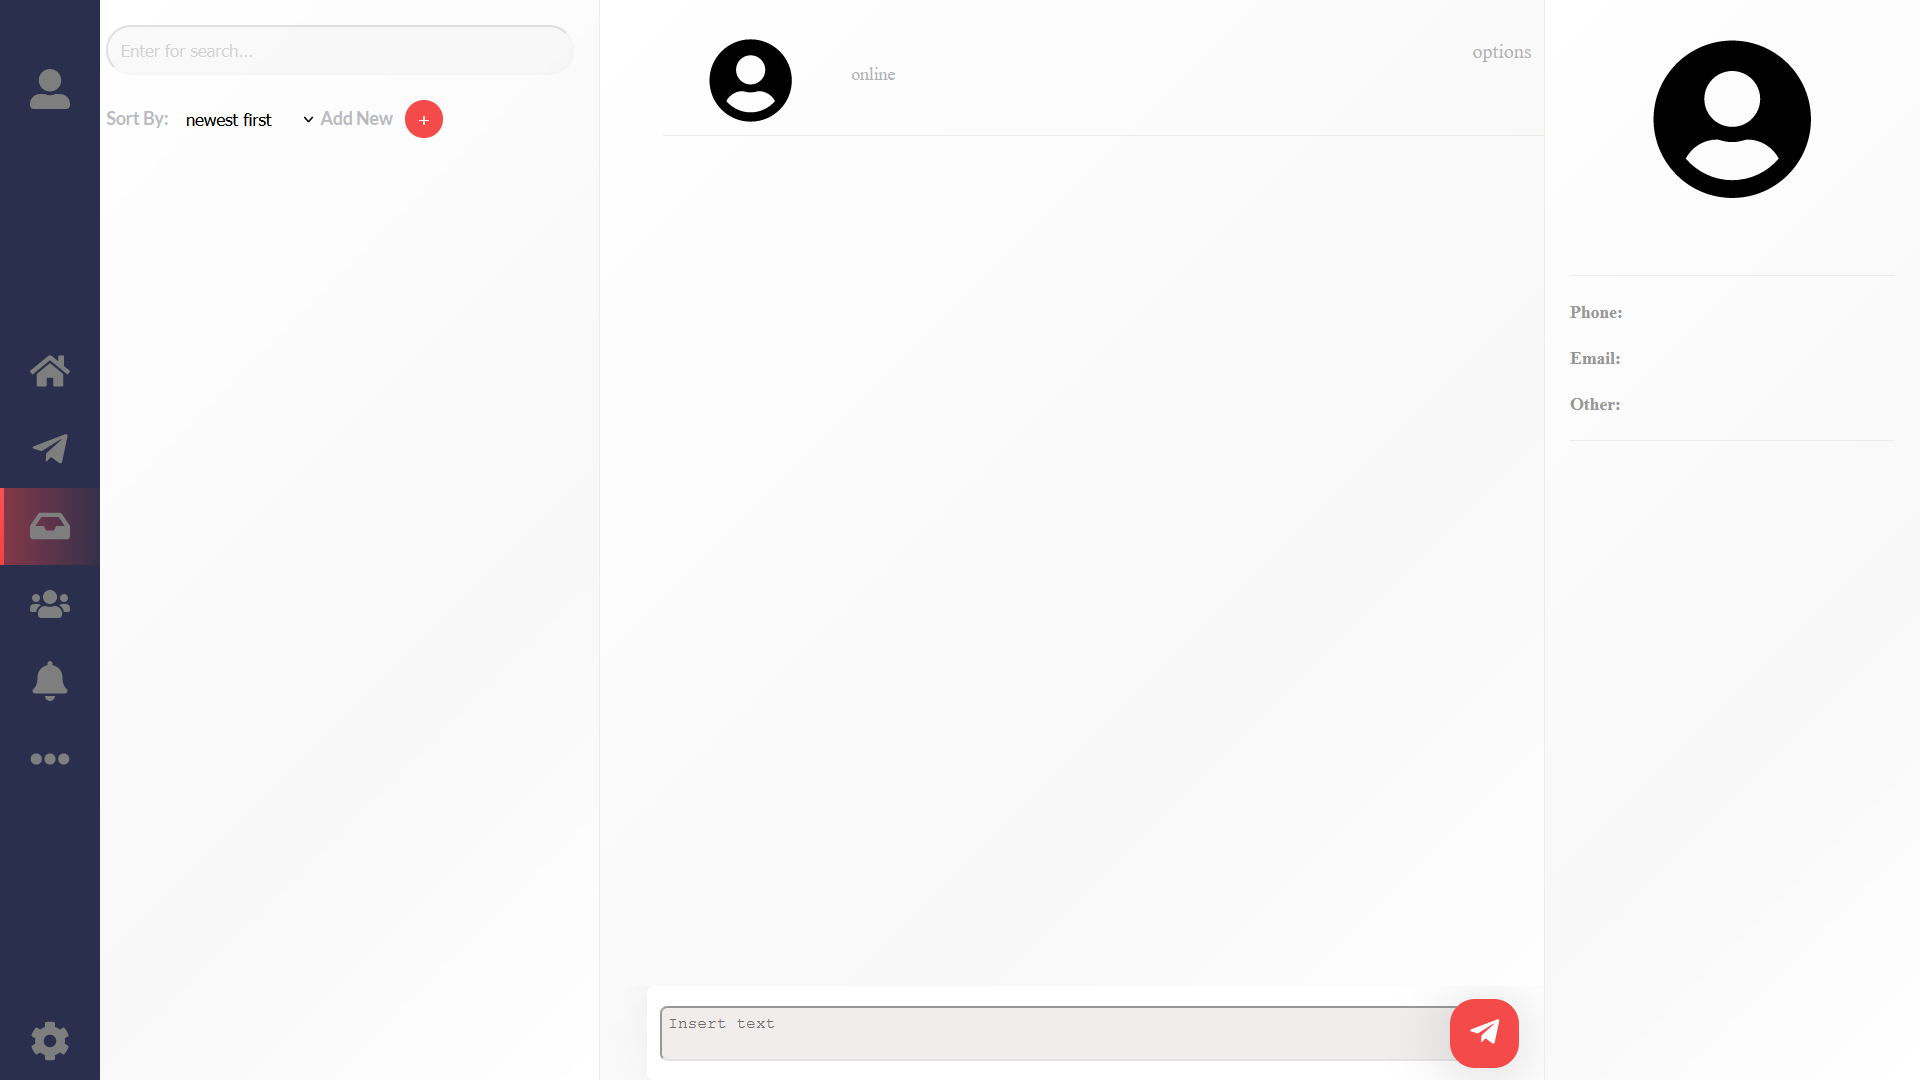 Enter for search...
Sort By: newest first Add New +
online
options
Phone:
Email:
Other:
Insert text